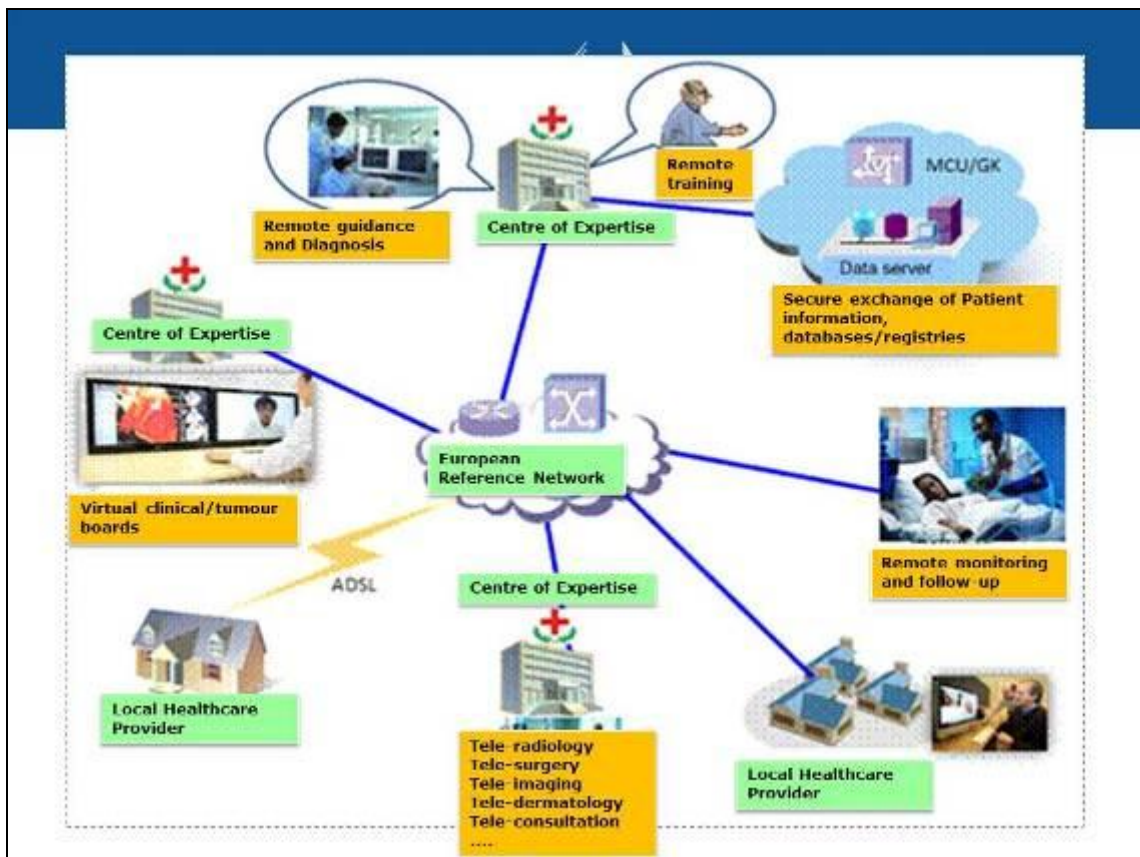 Remote guidance
and Diagnosis
Centre of Expertise
Remote
training
MCU/GK
Data server
Secure exchange of Patient
information,
databases/registries
Centre of Expertise
Virtual clinical/tumour
boards
European
Reference Network
Remote monitoring
and follow-up
ADSL
Local Healthcare
Provider
Centre of Expertise
Tele-radiology
Tele-surgery
Tele-imaging
Tele-dermatology
Tele-consultation
....
Local Healthcare
Provider